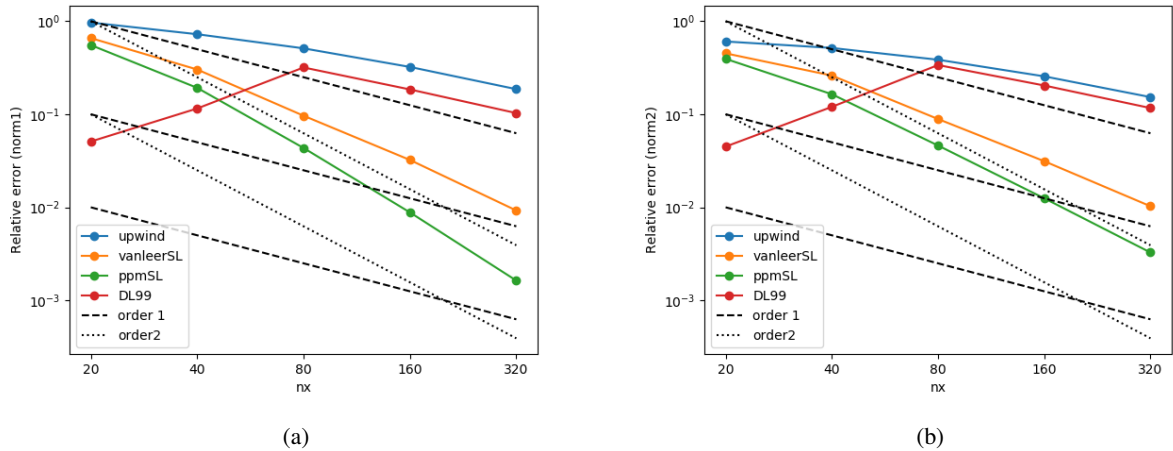 Relative error (norm1)
10⁰
10⁻¹
10⁻²
10⁻³
upwind
vanleerSL
ppmSL
DL99
order 1
order2
20 40 80 160 320
nx
(a)
Relative error (norm2)
10⁰
10⁻¹
10⁻²
10⁻³
upwind
vanleerSL
ppmSL
DL99
order 1
order2
20 40 80 160 320
nx
(b)